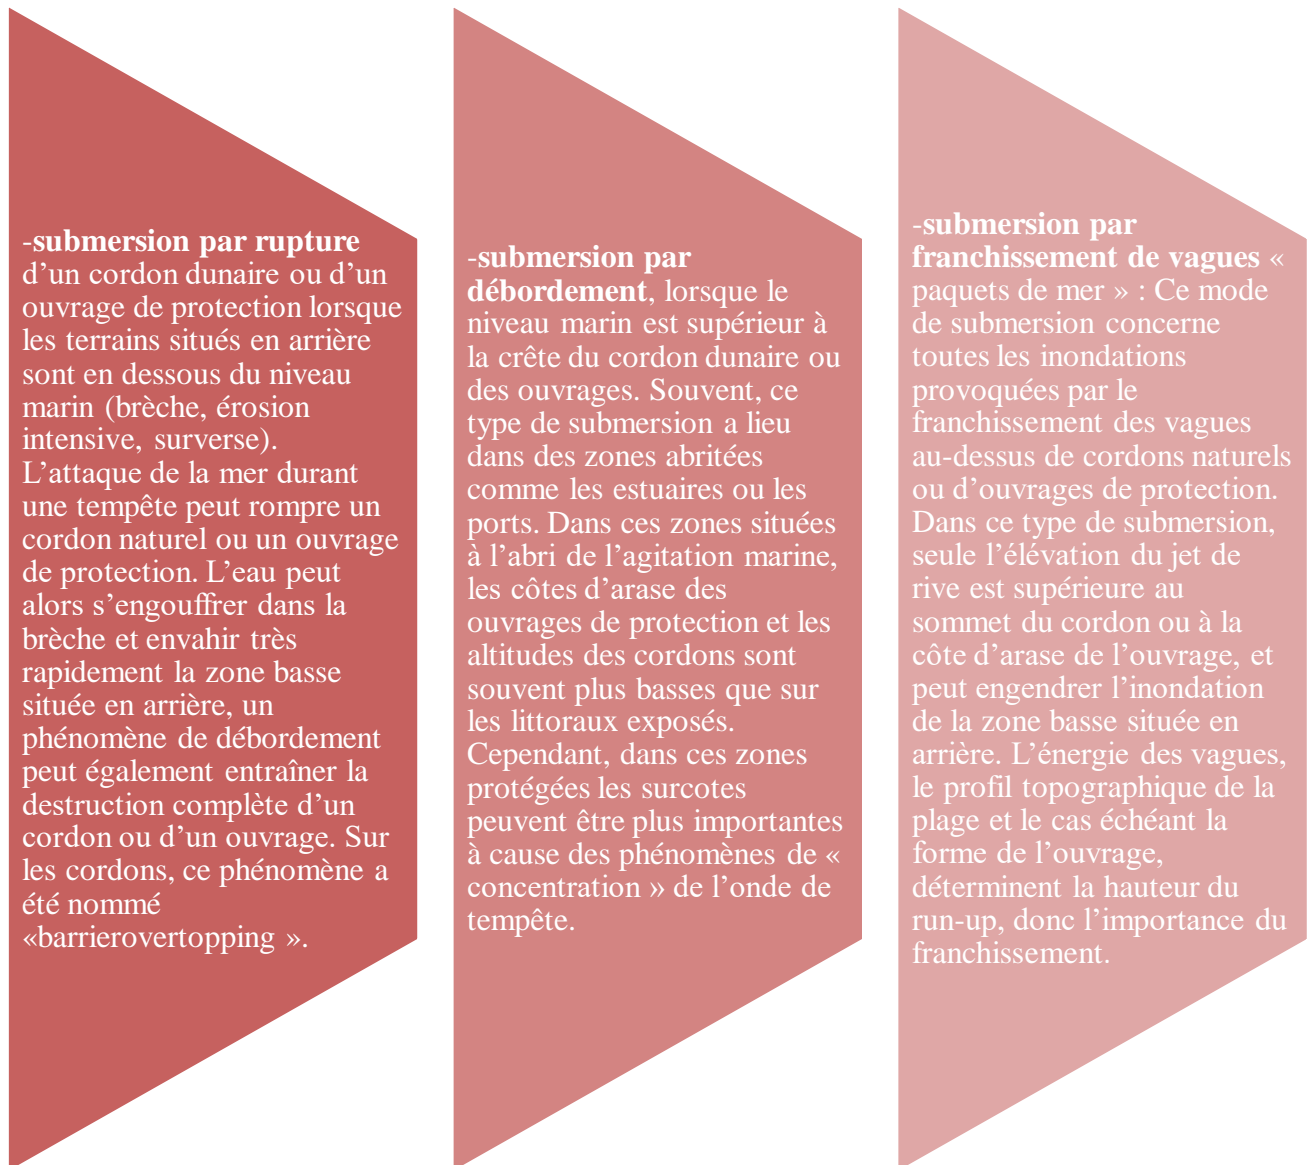 -submersion par rupture
d’un cordon dunaire ou d’un
ouvrage de protection lorsque
les terrains situés en arrière
sont en dessous du niveau
marin (brèche, érosion
intensive, surverse).
L’attaque de la mer durant
une tempête peut rompre un
cordon naturel ou un ouvrage
de protection. L’eau peut
alors s’engouffrer dans la
brèche et envahir très
rapidement la zone basse
située en arrière, un
phénomène de débordement
peut également entraîner la
destruction complète d’un
cordon ou d’un ouvrage. Sur
les cordons, ce phénomène a
été nommé
«barrierovertopping ».
-submersion par
débordement, lorsque le
niveau marin est supérieur à
la crête du cordon dunaire ou
des ouvrages. Souvent, ce
type de submersion a lieu
dans des zones abritées
comme les estuaires ou les
ports. Dans ces zones situées
à l’abri de l’agitation marine,
les côtes d’arase des
ouvrages de protection et les
altitudes des cordons sont
souvent plus basses que sur
les littoraux exposés.
Cependant, dans ces zones
protégées les surcotes
peuvent être plus importantes
à cause des phénomènes de «
concentration » de l’onde de
tempête.
-submersion par
franchissement de vagues «
paquets de mer » : Ce mode
de submersion concerne
toutes les inondations
provoquées par le
franchissement des vagues
au-dessus de cordons naturels
ou d’ouvrages de protection.
Dans ce type de submersion,
seule l’élévation du jet de
rive est supérieure au
sommet du cordon ou à la
côte d’arase de l’ouvrage, et
peut engendrer l’inondation
de la zone basse située en
arrière. L’énergie des vagues,
le profil topographique de la
plage et le cas échéant la
forme de l’ouvrage,
déterminent la hauteur du
run-up, donc l’importance du
franchissement.